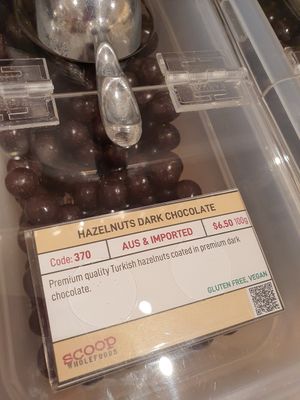 HAZELNUTS DARK CHOCOLATE
Code: 370 AUS & IMPORTED $6.50 100g
Premium quality Turkish hazelnuts coated in premium dark
chocolate.
GLUTEN FREE, VEGAN
SCOOP
WHOLEFOODS